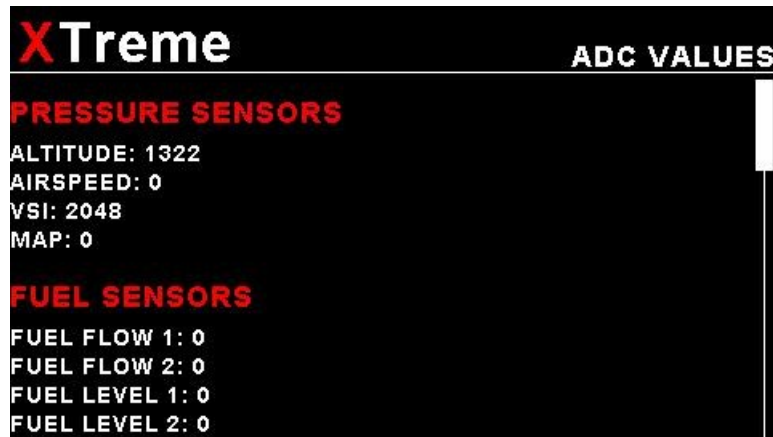 XTreme
ADC VALUES
PRESSURE SENSORS
ALTITUDE: 1322
AIRSPEED: 0
VSI: 2048
MAP: 0
FUEL SENSORS
FUEL FLOW 1: 0
FUEL FLOW 2: 0
FUEL LEVEL 1: 0
FUEL LEVEL 2: 0